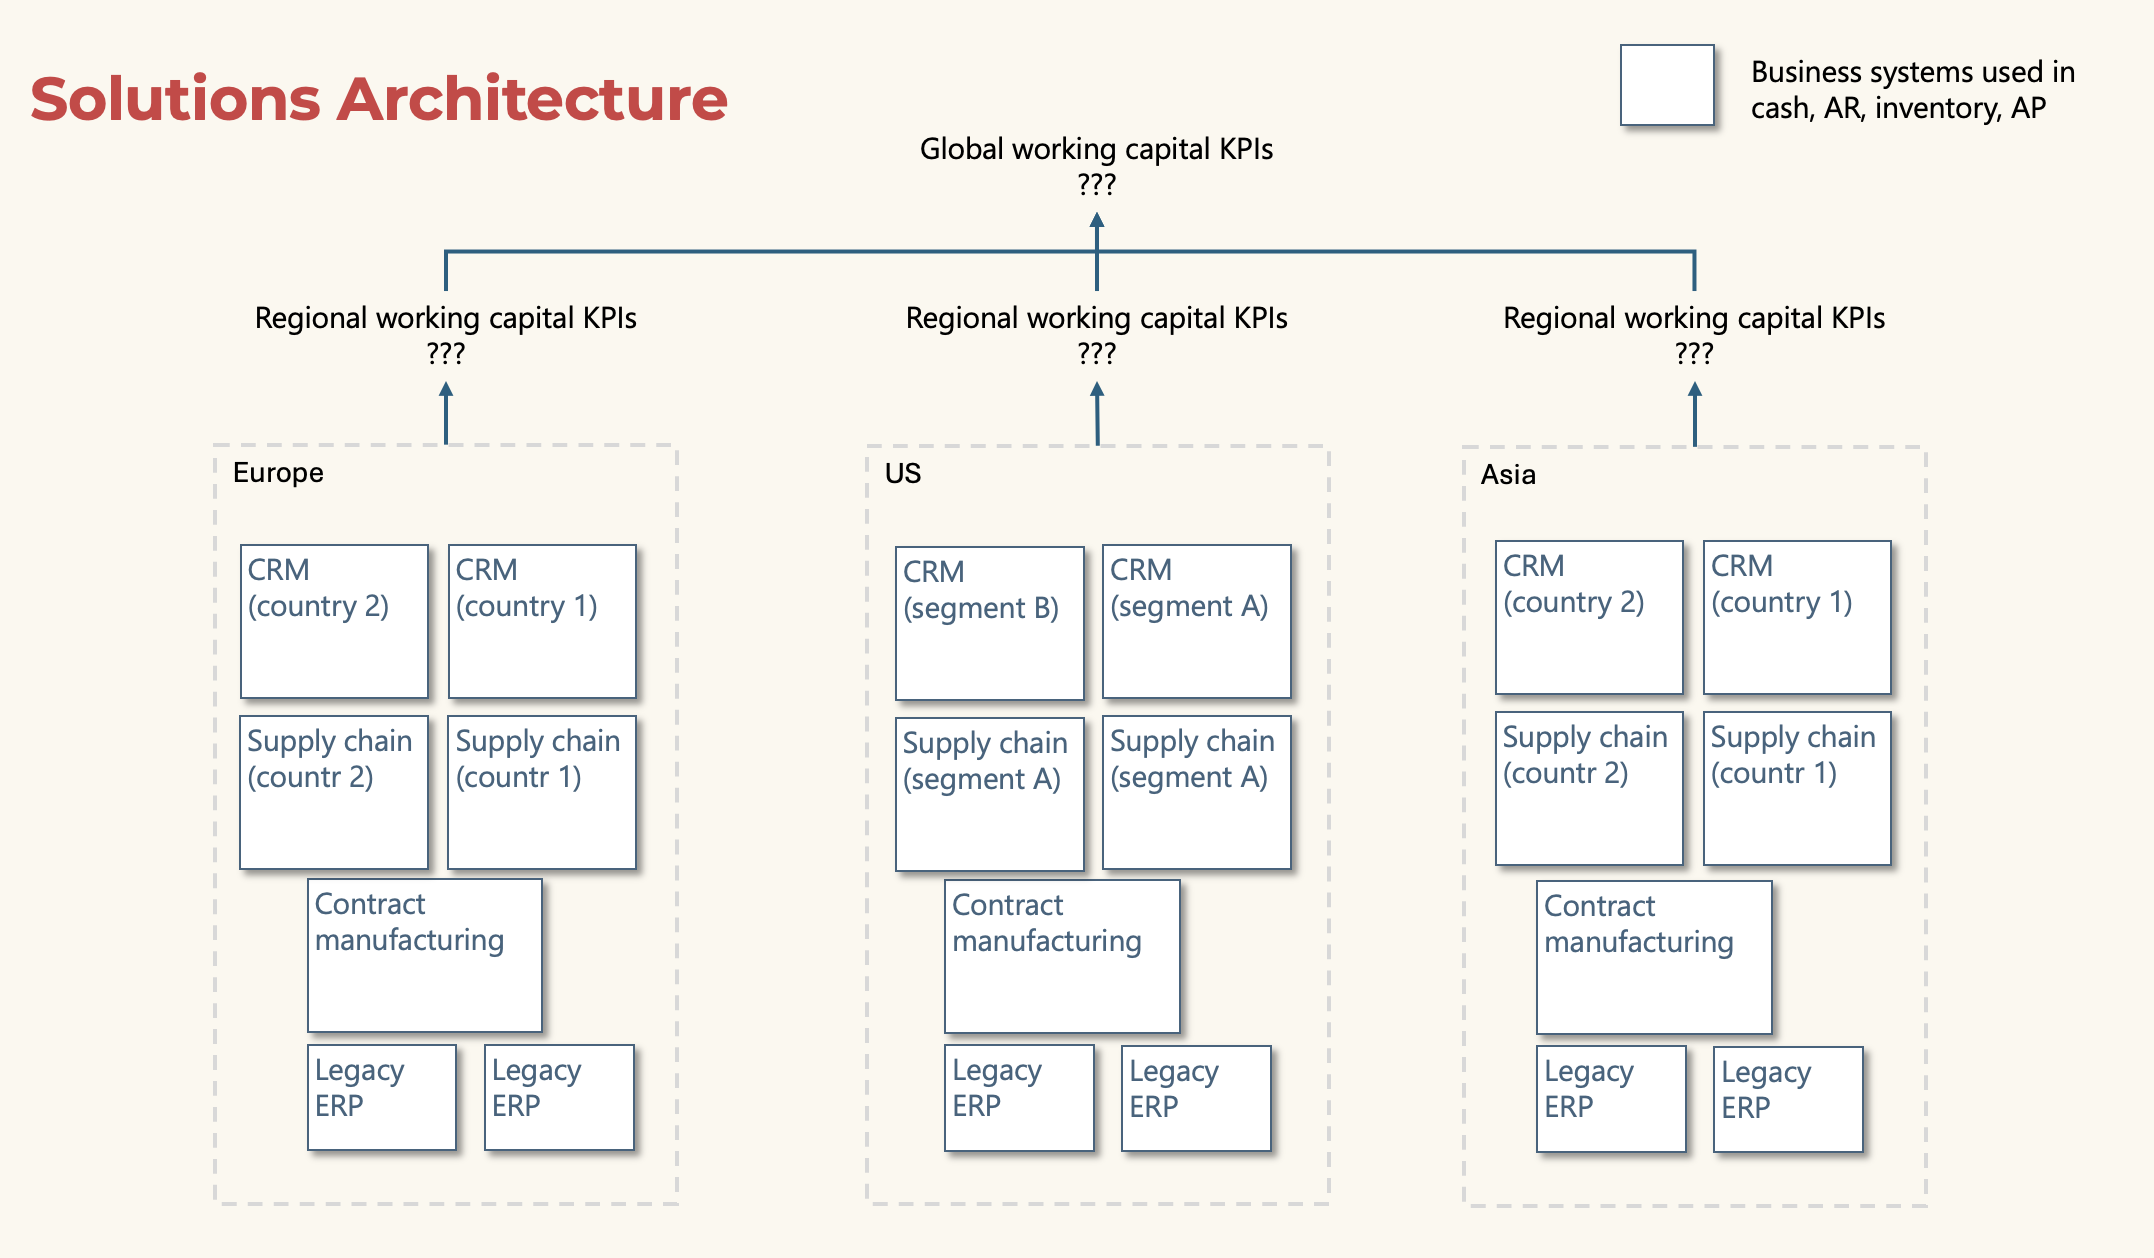 Solutions Architecture
Business systems used in
cash, AR, inventory, AP
Global working capital KPIs
???
Regional working capital KPIs
???
Regional working capital KPIs
???
Regional working capital KPIs
???
Europe
CRM
(country 2)
CRM
(country 1)
Supply chain
(countr 2)
Supply chain
(countr 1)
Contract
manufacturing
Legacy
ERP
Legacy
ERP
US
CRM
(segment B)
CRM
(segment A)
Supply chain
(segment A)
Supply chain
(segment A)
Contract
manufacturing
Legacy
ERP
Legacy
ERP
Asia
CRM
(country 2)
CRM
(country 1)
Supply chain
(countr 2)
Supply chain
(countr 1)
Contract
manufacturing
Legacy
ERP
Legacy
ERP